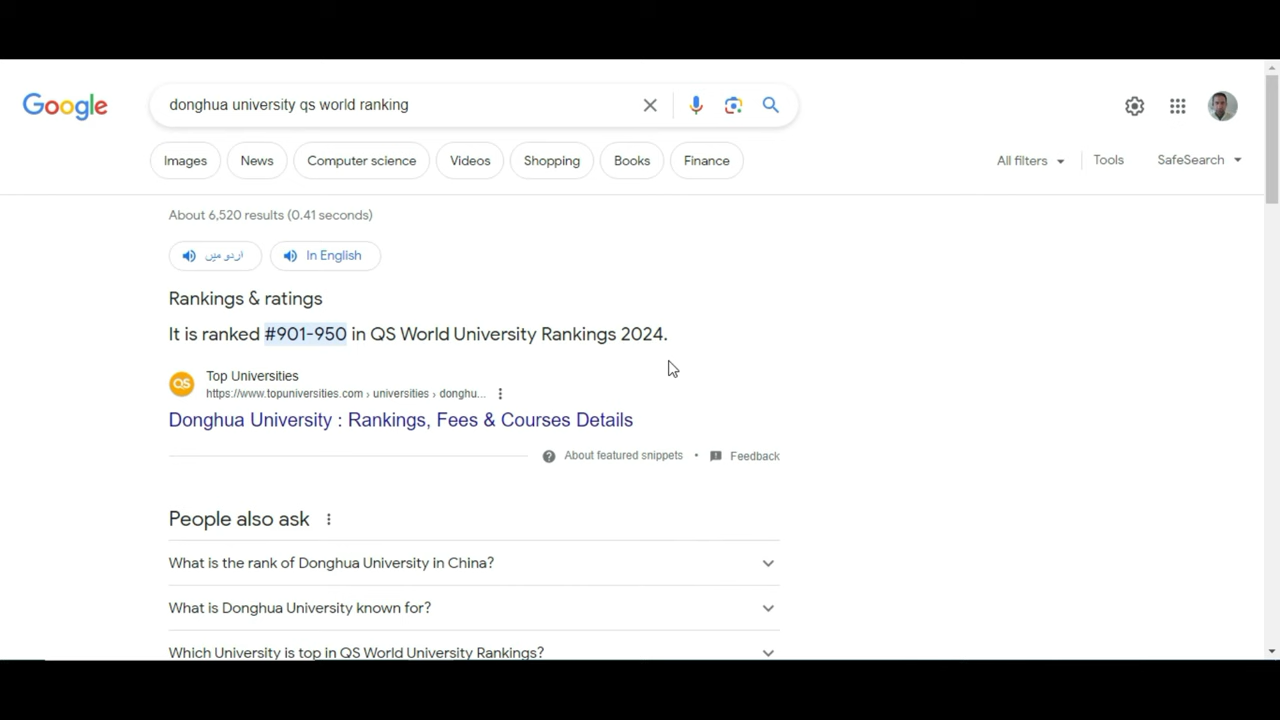 Google
donghua university qs world ranking
Images News Computer science Videos Shopping Books Finance
All filters Tools SafeSearch
About 6,520 results (0.41 seconds)
اردو میں In English
Rankings & ratings
It is ranked #901-950 in QS World University Rankings 2024.
QS
Top Universities
https://www.topuniversities.com › universities › donghu...
Donghua University : Rankings, Fees & Courses Details
About featured snippets • Feedback
People also ask
What is the rank of Donghua University in China?
What is Donghua University known for?
Which University is top in QS World University Rankings?